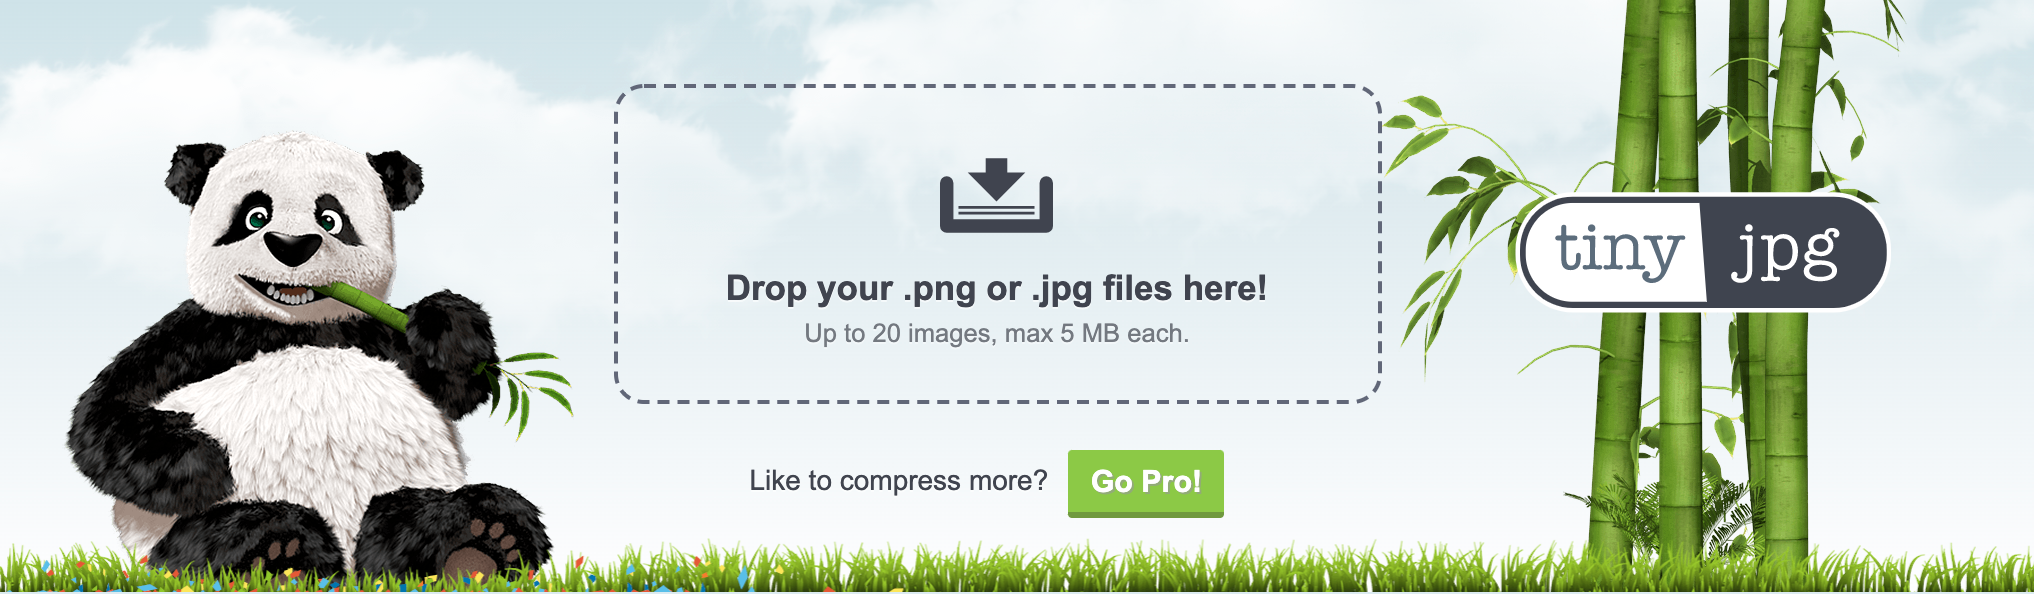 Drop your .png or .jpg files here!
Up to 20 images, max 5 MB each.
Like to compress more? Go Pro!
tiny jpg